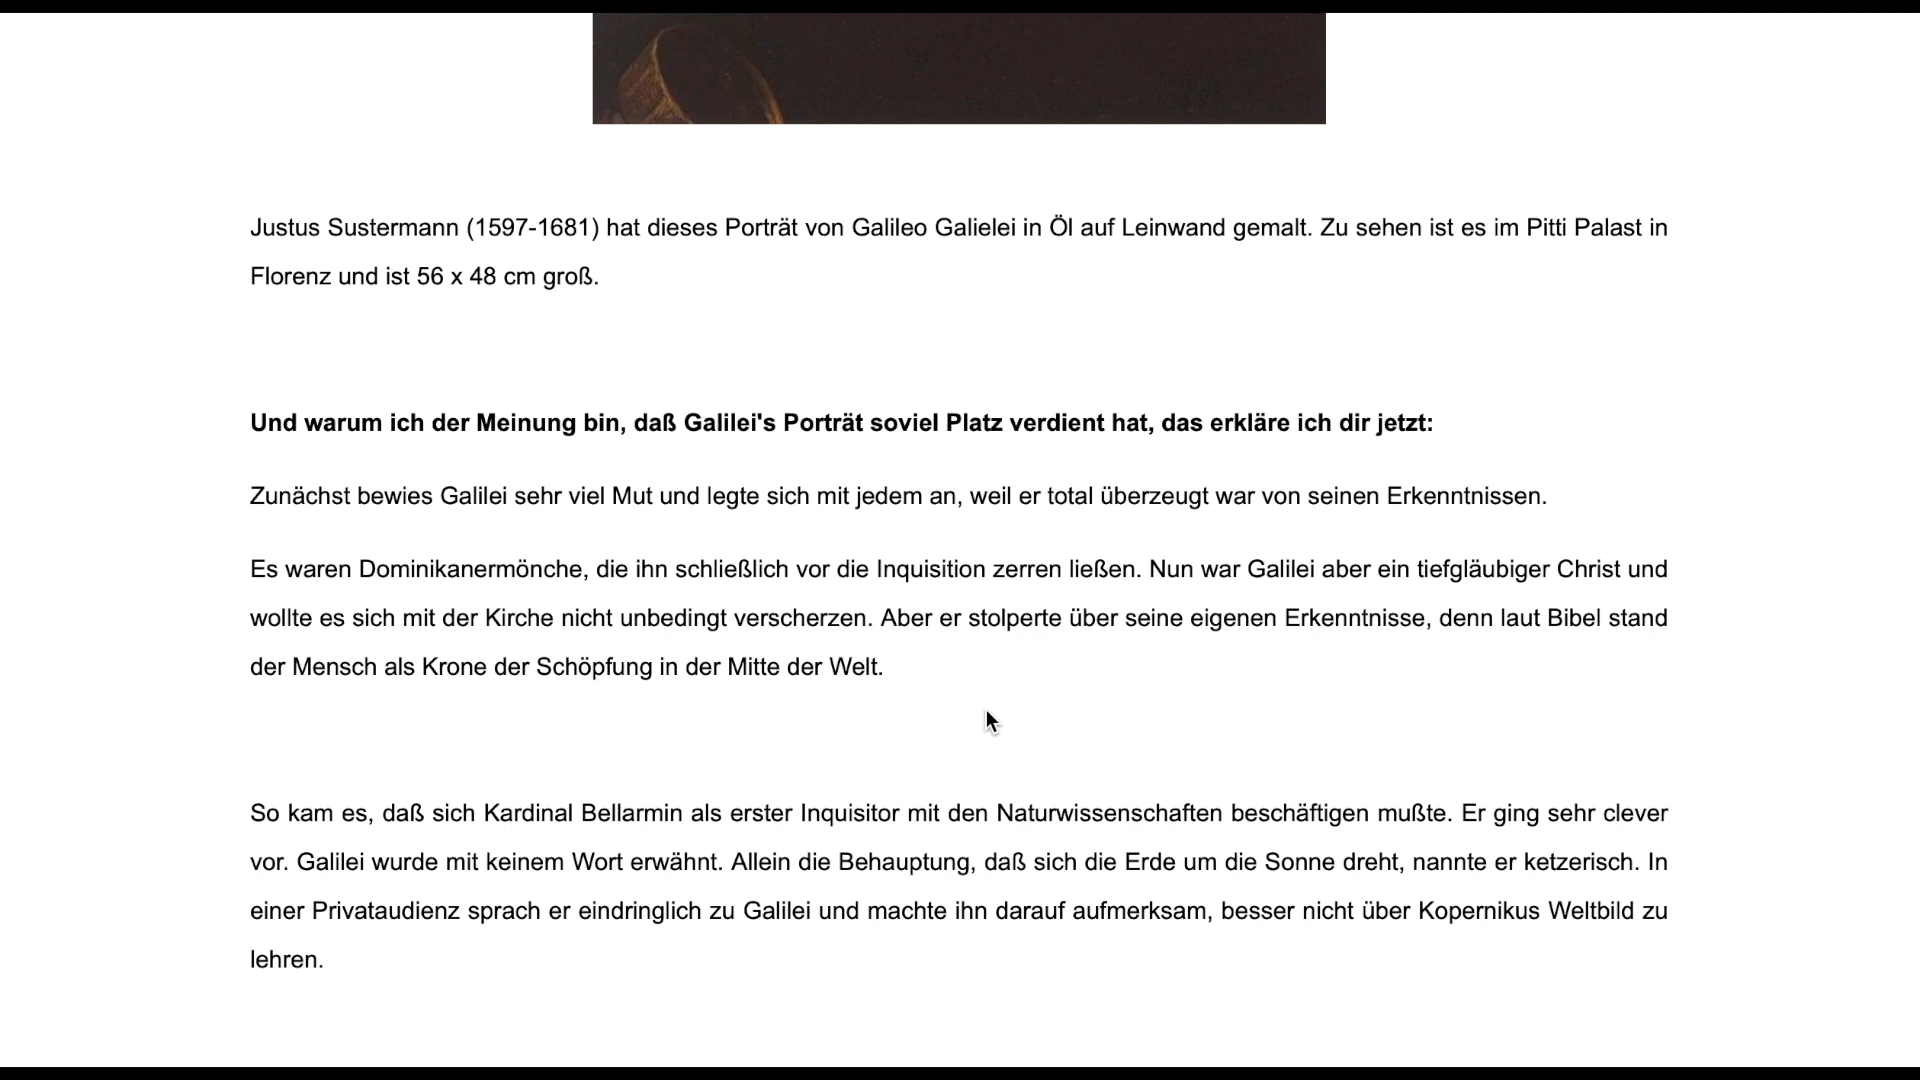 Justus Sustermann (1597-1681) hat dieses Porträt von Galileo Galielei in Öl auf Leinwand gemalt. Zu sehen ist es im Pitti Palast in
Florenz und ist 56 x 48 cm groß.
Und warum ich der Meinung bin, daß Galilei's Porträt soviel Platz verdient hat, das erkläre ich dir jetzt:
Zunächst bewies Galilei sehr viel Mut und legte sich mit jedem an, weil er total überzeugt war von seinen Erkenntnissen.
Es waren Dominikanermönche, die ihn schließlich vor die Inquisition zerren ließen. Nun war Galilei aber ein tiefgläubiger Christ und
wollte es sich mit der Kirche nicht unbedingt verscherzen. Aber er stolperte über seine eigenen Erkenntnisse, denn laut Bibel stand
der Mensch als Krone der Schöpfung in der Mitte der Welt.
So kam es, daß sich Kardinal Bellarmin als erster Inquisitor mit den Naturwissenschaften beschäftigen mußte. Er ging sehr clever
vor. Galilei wurde mit keinem Wort erwähnt. Allein die Behauptung, daß sich die Erde um die Sonne dreht, nannte er ketzerisch. In
einer Privataudienz sprach er eindringlich zu Galilei und machte ihn darauf aufmerksam, besser nicht über Kopernikus Weltbild zu
lehren.